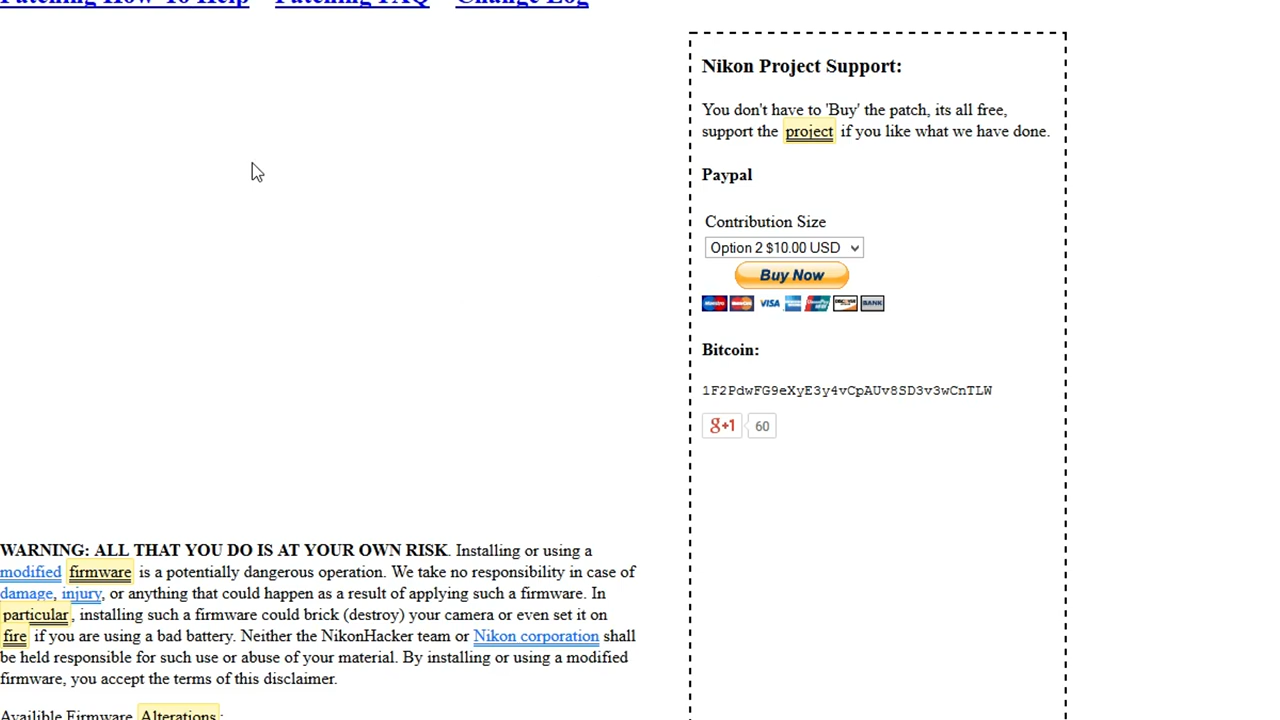 Patching How-To Help   Patching FAQ   Change Log
Nikon Project Support:
You don't have to 'Buy' the patch, its all free,
support the project if you like what we have done.
Paypal
Contribution Size
Option 2 $10.00 USD
Buy Now
VISA
DISCOVER
BANK
Bitcoin:
1F2PdwFG9eXyE3y4vCpAUv8SD3v3wCnTLW
g+1 60
WARNING: ALL THAT YOU DO IS AT YOUR OWN RISK. Installing or using a
modified firmware is a potentially dangerous operation. We take no responsibility in case of
damage, injury, or anything that could happen as a result of applying such a firmware. In
particular, installing such a firmware could brick (destroy) your camera or even set it on
fire if you are using a bad battery. Neither the NikonHacker team or Nikon corporation shall
be held responsible for such use or abuse of your material. By installing or using a modified
firmware, you accept the terms of this disclaimer.
Availible Firmware Alterations: